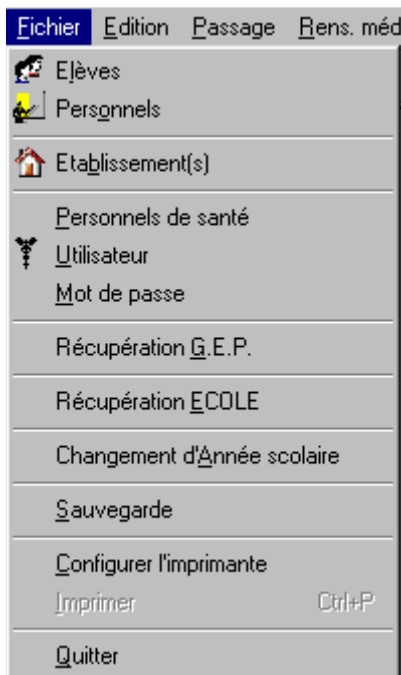 Fichier Edition Passage Rens. méd
Elèves
Personnels
Etablissement(s)
Personnels de santé
Utilisateur
Mot de passe
Récupération G.E.P.
Récupération ECOLE
Changement d'Année scolaire
Sauvegarde
Configurer l'imprimante
Imprimer Ctrl+P
Quitter